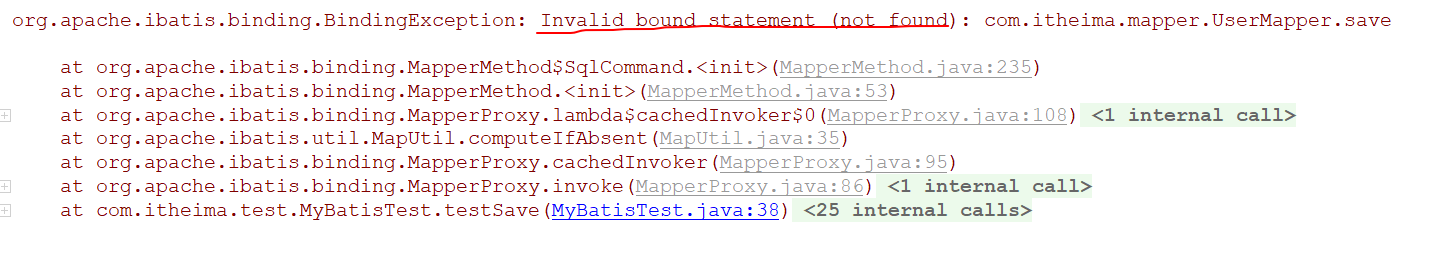 org.apache.ibatis.binding.BindingException: Invalid bound statement (not found): com.itheima.mapper.UserMapper.save
at org.apache.ibatis.binding.MapperMethod$SqlCommand.<init>(MapperMethod.java:235)
at org.apache.ibatis.binding.MapperMethod.<init>(MapperMethod.java:53)
at org.apache.ibatis.binding.MapperProxy.lambda$cachedInvoker$0(MapperProxy.java:108) <1 internal call>
at org.apache.ibatis.util.MapUtil.computeIfAbsent(MapUtil.java:35)
at org.apache.ibatis.binding.MapperProxy.cachedInvoker(MapperProxy.java:95)
at org.apache.ibatis.binding.MapperProxy.invoke(MapperProxy.java:86) <1 internal call>
at com.itheima.test.MyBatisTest.testSave(MyBatisTest.java:38) <25 internal calls>